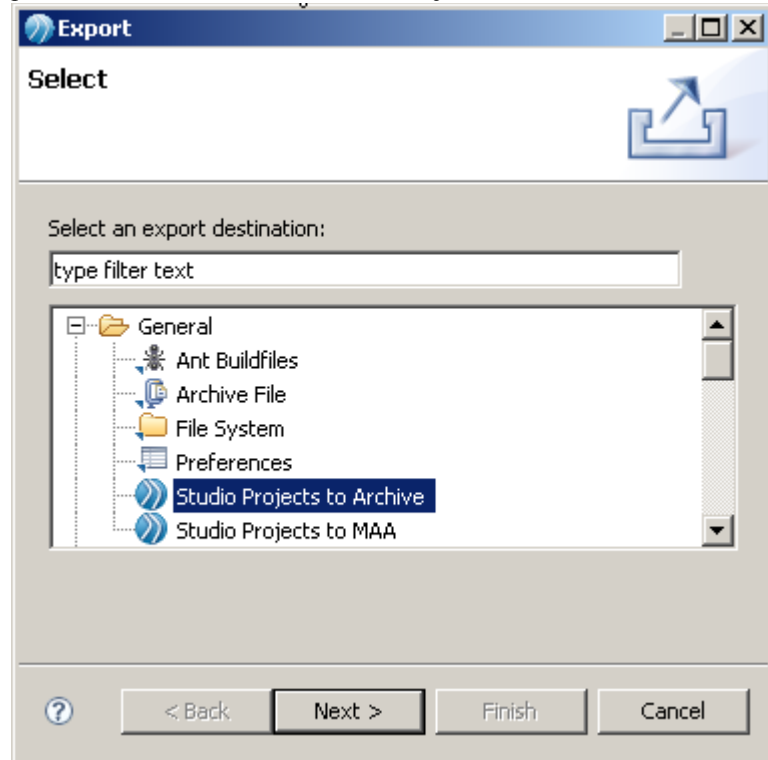 Export
Select
Select an export destination:
type filter text
General
Ant Buildfiles
Archive File
File System
Preferences
Studio Projects to Archive
Studio Projects to MAA
< Back Next > Finish Cancel